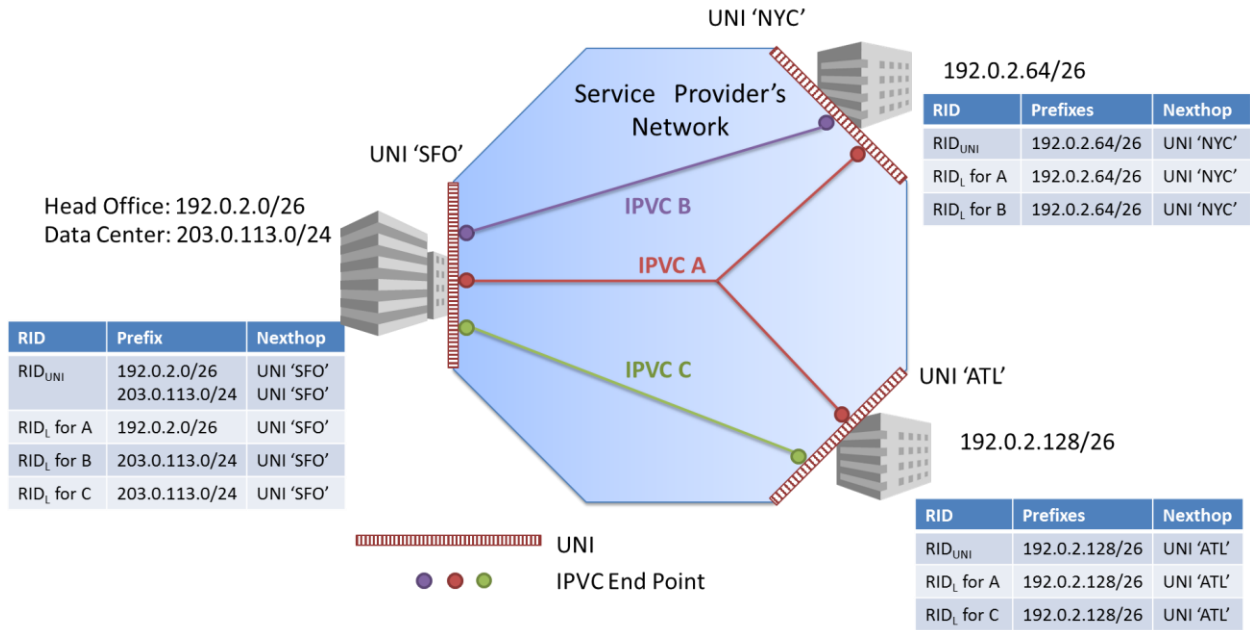 UNI ‘NYC’
Service Provider’s
Network
192.0.2.64/26
RID Prefixes Nexthop
RIDUNI 192.0.2.64/26 UNI ‘NYC’
RIDL for A 192.0.2.64/26 UNI ‘NYC’
RIDL for B 192.0.2.64/26 UNI ‘NYC’
UNI ‘SFO’
Head Office: 192.0.2.0/26
Data Center: 203.0.113.0/24
IPVC B
IPVC A
IPVC C
RID Prefix Nexthop
RIDUNI 192.0.2.0/26 UNI ‘SFO’
203.0.113.0/24 UNI ‘SFO’
RIDL for A 192.0.2.0/26 UNI ‘SFO’
RIDL for B 203.0.113.0/24 UNI ‘SFO’
RIDL for C 203.0.113.0/24 UNI ‘SFO’
UNI ‘ATL’
192.0.2.128/26
RID Prefixes Nexthop
RIDUNI 192.0.2.128/26 UNI ‘ATL’
RIDL for A 192.0.2.128/26 UNI ‘ATL’
RIDL for C 192.0.2.128/26 UNI ‘ATL’
UNI
IPVC End Point